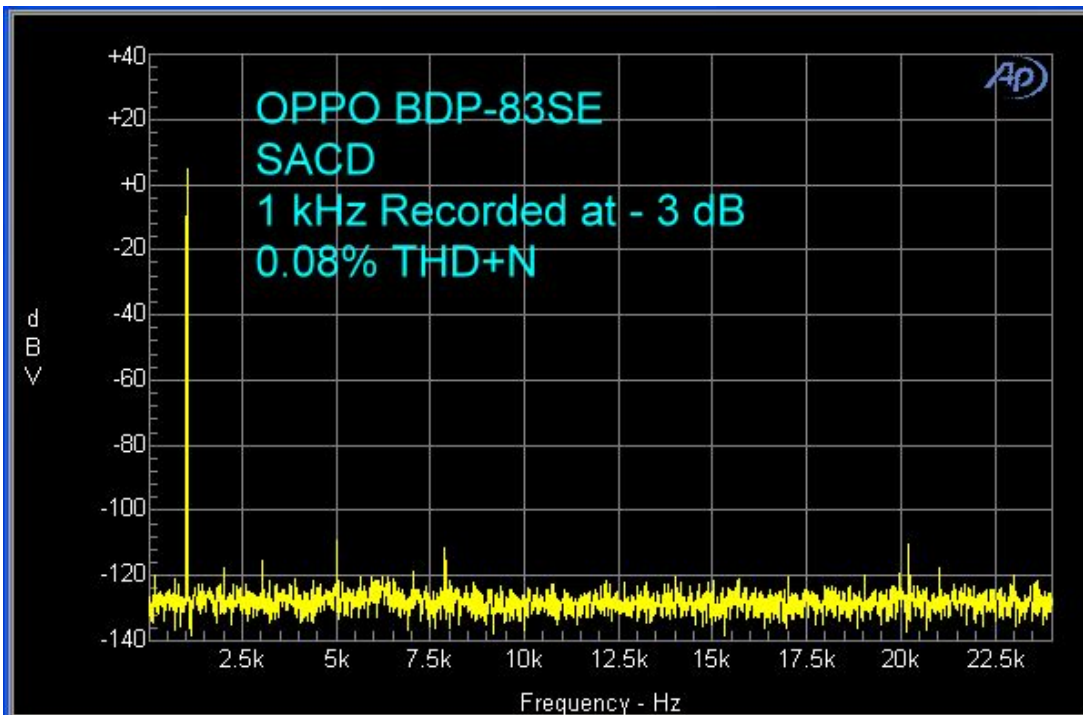 +40
+20
+0
-20
-40
-60
-80
-100
-120
-140
d
B
V
OPPO BDP-83SE
SACD
1 kHz Recorded at - 3 dB
0.08% THD+N
Ap
2.5k 5k 7.5k 10k 12.5k 15k 17.5k 20k 22.5k
Frequency - Hz